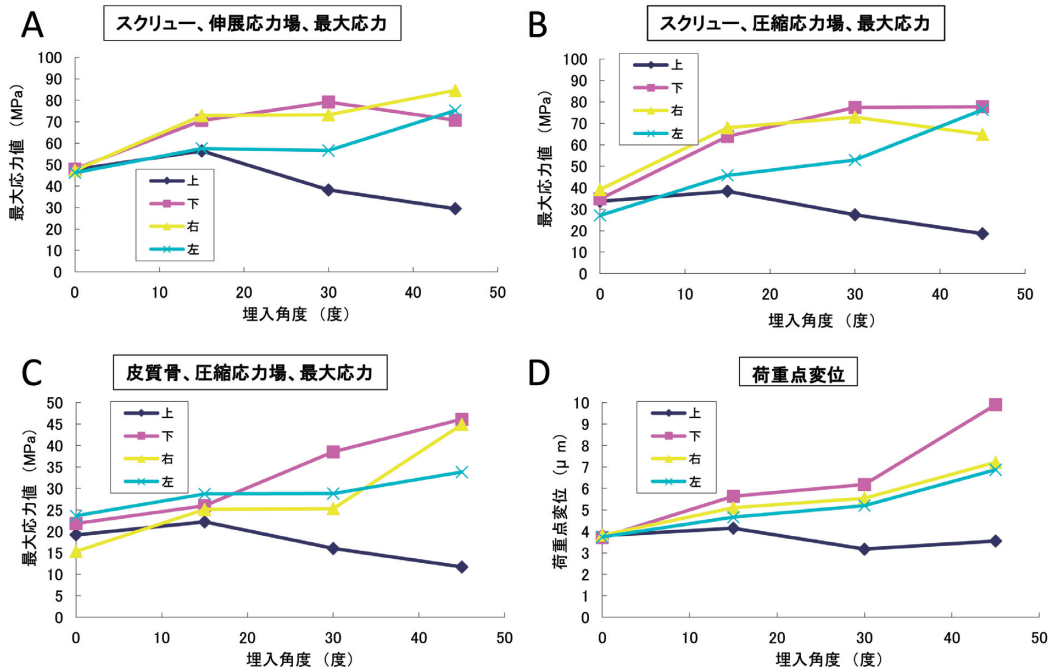 A
スクリュー、伸展応力場、最大応力
最大応力値 (MPa)
100
90
80
70
60
50
40
30
20
10
0
上
下
右
左
0 10 20 30 40 50
埋入角度 (度)
B
スクリュー、圧縮応力場、最大応力
最大応力値 (MPa)
100
90
80
70
60
50
40
30
20
10
0
上
下
右
左
0 10 20 30 40 50
埋入角度 (度)
C
皮質骨、圧縮応力場、最大応力
最大応力値 (MPa)
50
45
40
35
30
25
20
15
10
5
0
上
下
右
左
0 10 20 30 40 50
埋入角度 (度)
D
荷重点変位
荷重点変位 (μ m)
10
9
8
7
6
5
4
3
2
1
0
上
下
右
左
0 10 20 30 40 50
埋入角度 (度)